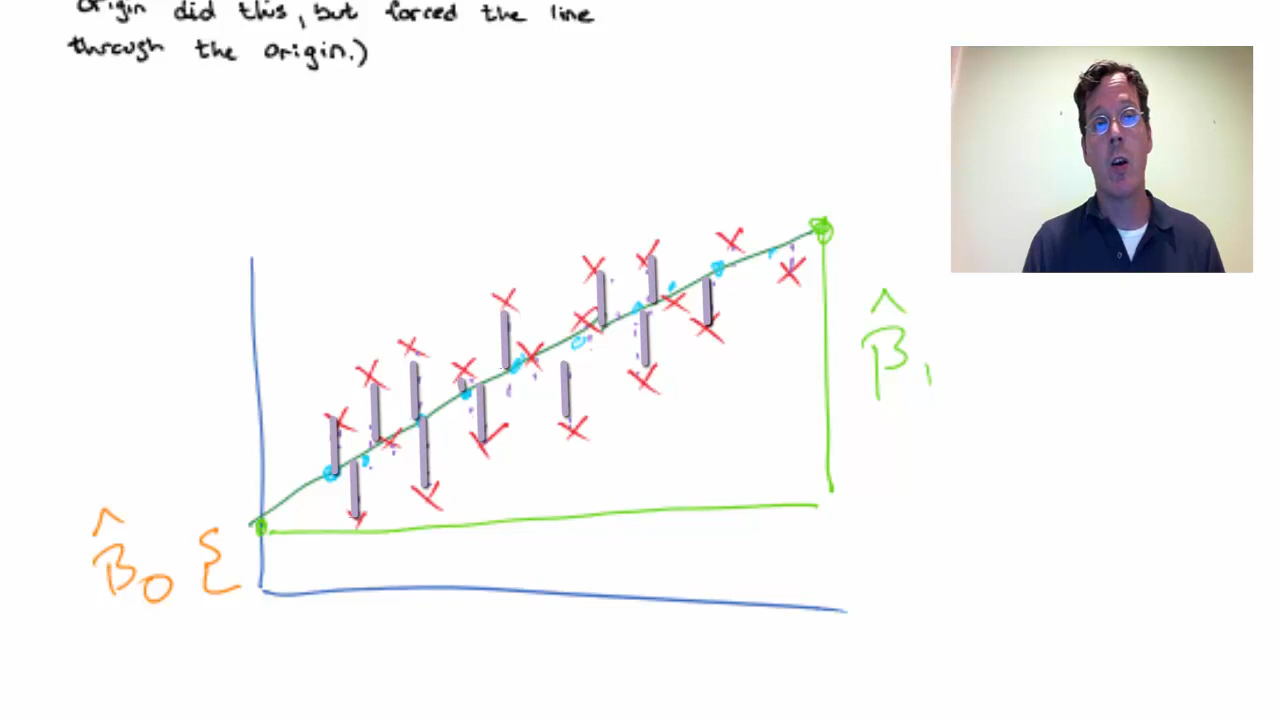 origin did this, but forced the line
through the origin.)
β̂₁
β̂₀ {